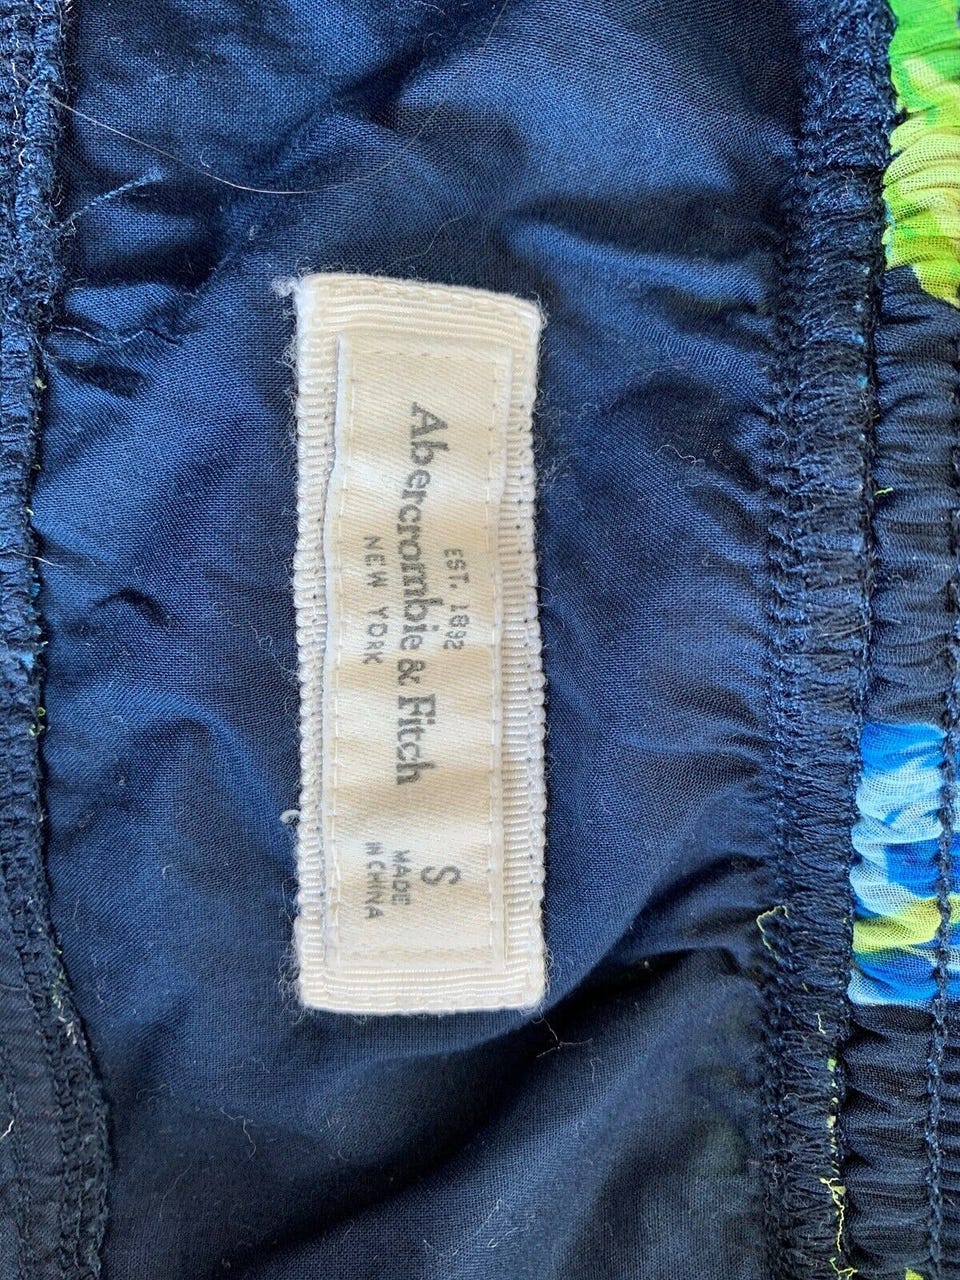 EST. 1892
Abercrombie & Fitch
NEW YORK
S
MADE
IN CHINA